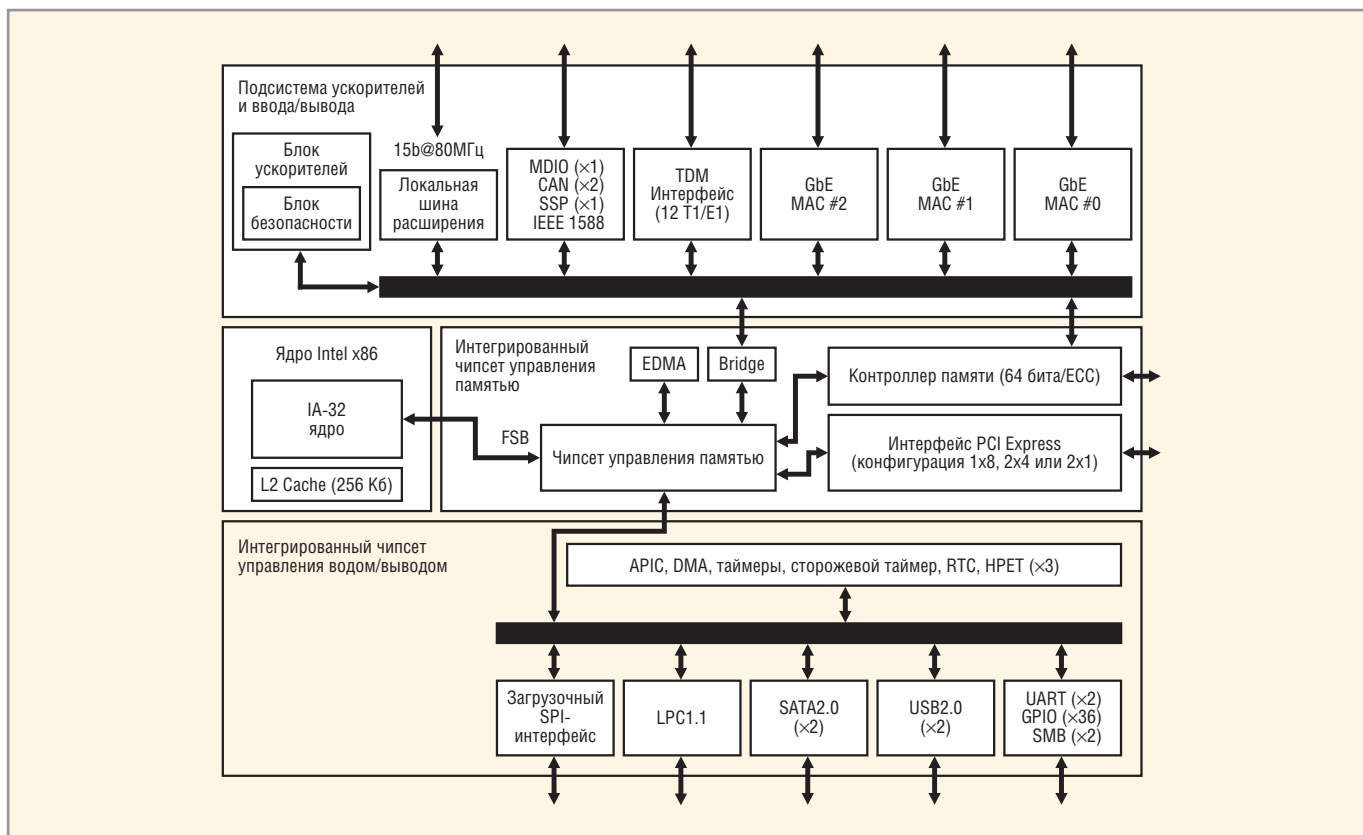 Подсистема ускорителей
и ввода/вывода
Блок
ускорителей
Блок
безопасности
15b@80МГц
Локальная
шина
расширения
MDIO (×1)
CAN (×2)
SSP (×1)
IEEE 1588
TDM
Интерфейс
(12 T1/E1)
GbE
MAC #2
GbE
MAC #1
GbE
MAC #0
Ядро Intel x86
IA-32
ядро
L2 Cache (256 Кб)
FSB
Интегрированный
чипсет управления
памятью
EDMA
Bridge
Чипсет управления памятью
Контроллер памяти (64 бита/ECC)
Интерфейс PCI Express
(конфигурация 1x8, 2x4 или 2x1)
Интегрированный чипсет
управления водом/выводом
APIC, DMA, таймеры, сторожевой таймер, RTC, HPET (×3)
Загрузочный
SPI-
интерфейс
LPC1.1
SATA2.0
(×2)
USB2.0
(×2)
UART (×2)
GPIO (×36)
SMB (×2)